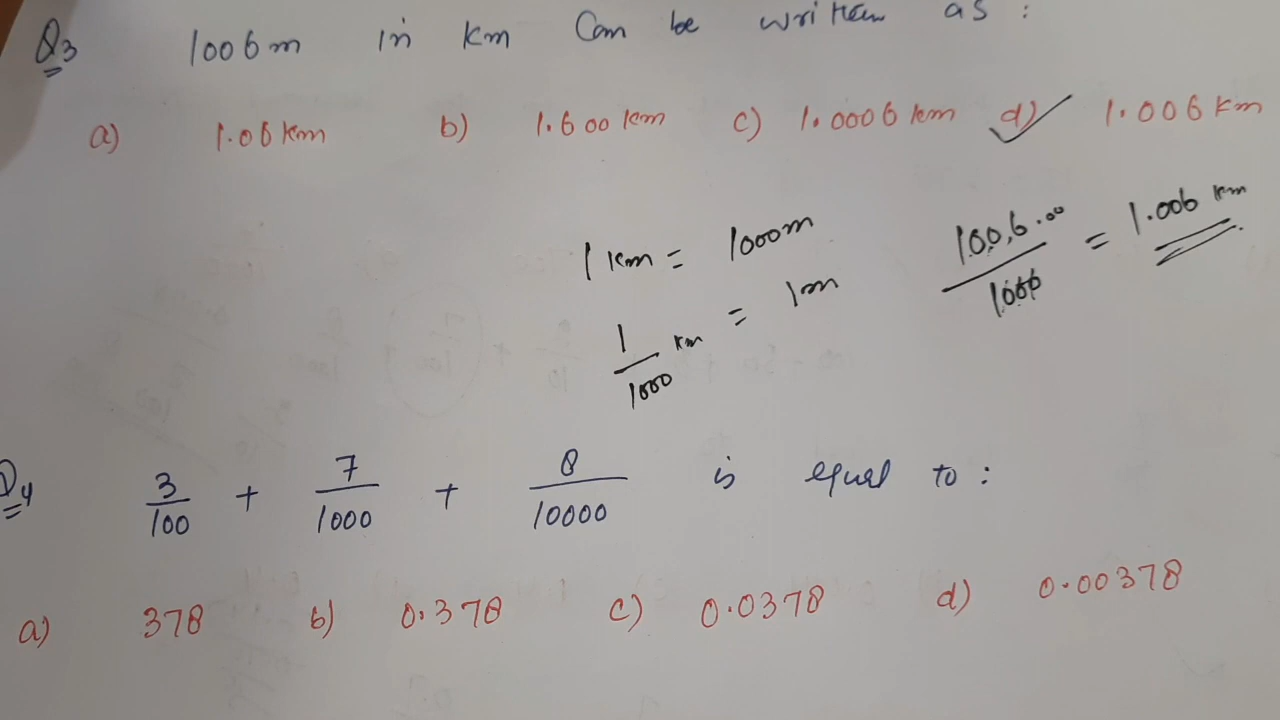 Q3 1006m in km Can be written as :
a) 1.06 km b) 1.600 km c) 1.0006 km d) 1.006 km
1 km = 1000m
1/1000 km = 1m
1006.00/1000 = 1.006 km
Q4 3/100 + 7/1000 + 8/10000 is equal to :
a) 378 b) 0.378 c) 0.0378 d) 0.00378